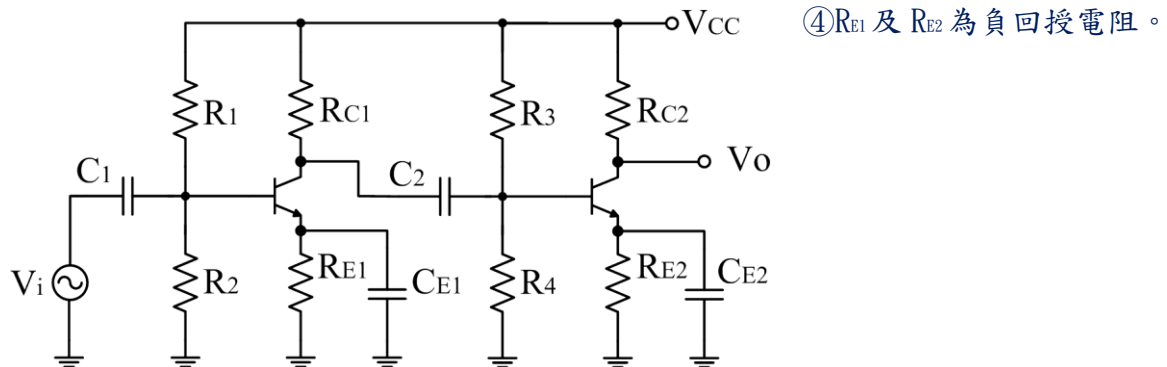 ④RE1 及 RE2 為負回授電阻。
VCC
R1
RC1
R3
RC2
C1
C2
Vo
Vi
R2
RE1
CE1
R4
RE2
CE2